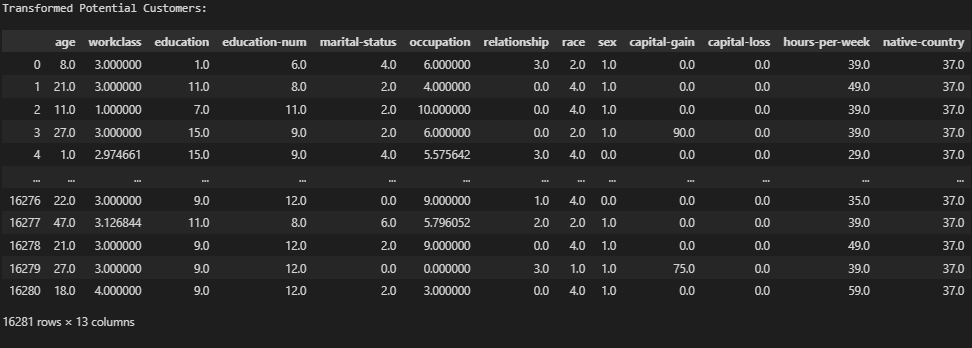 Transformed Potential Customers:
age workclass education education-num marital-status occupation relationship race sex capital-gain capital-loss hours-per-week native-country
0 8.0 3.000000 1.0 6.0 4.0 6.000000 3.0 2.0 1.0 0.0 0.0 39.0 37.0
1 21.0 3.000000 11.0 8.0 2.0 4.000000 0.0 4.0 1.0 0.0 0.0 49.0 37.0
2 11.0 1.000000 7.0 11.0 2.0 10.000000 0.0 4.0 1.0 0.0 0.0 39.0 37.0
3 27.0 3.000000 15.0 9.0 2.0 6.000000 0.0 2.0 1.0 90.0 0.0 39.0 37.0
4 1.0 2.974661 15.0 9.0 4.0 5.575642 3.0 4.0 0.0 0.0 0.0 29.0 37.0
... ... ... ... ... ... ... ... ... ... ... ... ... ...
16276 22.0 3.000000 9.0 12.0 0.0 9.000000 1.0 4.0 0.0 0.0 0.0 35.0 37.0
16277 47.0 3.126844 11.0 8.0 6.0 5.796052 2.0 2.0 1.0 0.0 0.0 39.0 37.0
16278 21.0 3.000000 9.0 12.0 2.0 9.000000 0.0 4.0 1.0 0.0 0.0 49.0 37.0
16279 27.0 3.000000 9.0 12.0 0.0 0.000000 3.0 1.0 1.0 75.0 0.0 39.0 37.0
16280 18.0 4.000000 9.0 12.0 2.0 3.000000 0.0 4.0 1.0 0.0 0.0 59.0 37.0
16281 rows × 13 columns